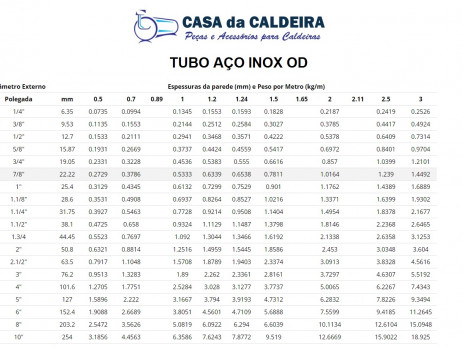 CASA da CALDEIRA
Peças e Acessórios para Caldeiras
TUBO AÇO INOX OD
Diâmetro Externo Espessuras da parede (mm) e Peso por Metro (kg/m)
Polegada mm 0.5 0.7 0.89 1 1.2 1.24 1.5 1.65 2 2.11 2.5 3
1/4" 6.35 0.0735 0.0994 0.1345 0.1553 0.1593 0.1828 0.2187 0.2419 0.2526
3/8" 9.53 0.1135 0.1553 0.2144 0.2512 0.2584 0.3027 0.3785 0.4417 0.4924
1/2" 12.7 0.1533 0.2111 0.2941 0.3468 0.3571 0.4222 0.5378 0.6409 0.7314
5/8" 15.87 0.1931 0.2669 0.3737 0.4424 0.4559 0.5417 0.6972 0.8401 0.9704
3/4" 19.05 0.2331 0.3228 0.4536 0.5383 0.555 0.6616 0.857 1.0399 1.2101
7/8" 22.22 0.2729 0.3786 0.5333 0.6339 0.6538 0.7811 1.0164 1.239 1.4492
1" 25.4 0.3129 0.4345 0.6132 0.7299 0.7529 0.901 1.1762 1.4389 1.6889
1.1/8" 28.6 0.3531 0.4908 0.6937 0.8264 0.8527 1.0216 1.3371 1.6399 1.9302
1.1/4" 31.75 0.3927 0.5463 0.7728 0.9214 0.9508 1.1404 1.4954 1.8378 2.1677
1.1/2" 38.1 0.4725 0.658 0.9324 1.1129 1.1487 1.3798 1.8146 2.2368 2.6465
1.3/4 44.45 0.5523 0.7697 1.092 1.3044 1.3466 1.6192 2.1338 2.6358 3.1253
2" 50.8 0.6321 0.8814 1.2516 1.4959 1.5445 1.8586 2.453 3.0348 3.604
2.1/2" 63.5 0.7917 1.1048 1.5708 1.8789 1.9403 2.3374 3.0913 3.8328 4.5616
3" 76.2 0.9513 1.3283 1.89 2.262 2.3361 2.8161 3.7297 4.6307 5.5192
4" 101.6 1.2705 1.7751 2.5284 3.028 3.1277 3.7737 5.0065 6.2267 7.4343
5" 127 1.5896 2.222 3.1667 3.794 3.9193 4.7312 6.2832 7.8226 9.3494
6" 152.4 1.9088 2.6689 3.8051 4.5601 4.7109 5.6888 7.5599 9.4185 11.2645
8" 203.2 2.5472 3.5626 5.0819 6.0922 6.294 6.6039 10.1134 12.6104 15.0948
10" 254 3.1856 4.4563 6.3586 7.6243 7.8772 9.519 12.6669 15.9022 18.925